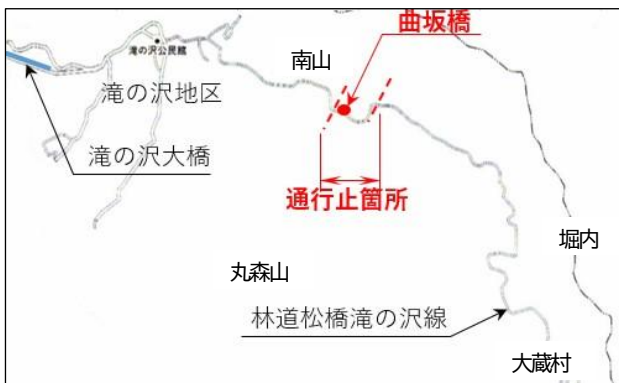 曲坂橋
滝の沢公民館
南山
滝の沢地区
滝の沢大橋
通行止箇所
堀内
丸森山
林道松橋滝の沢線
大蔵村